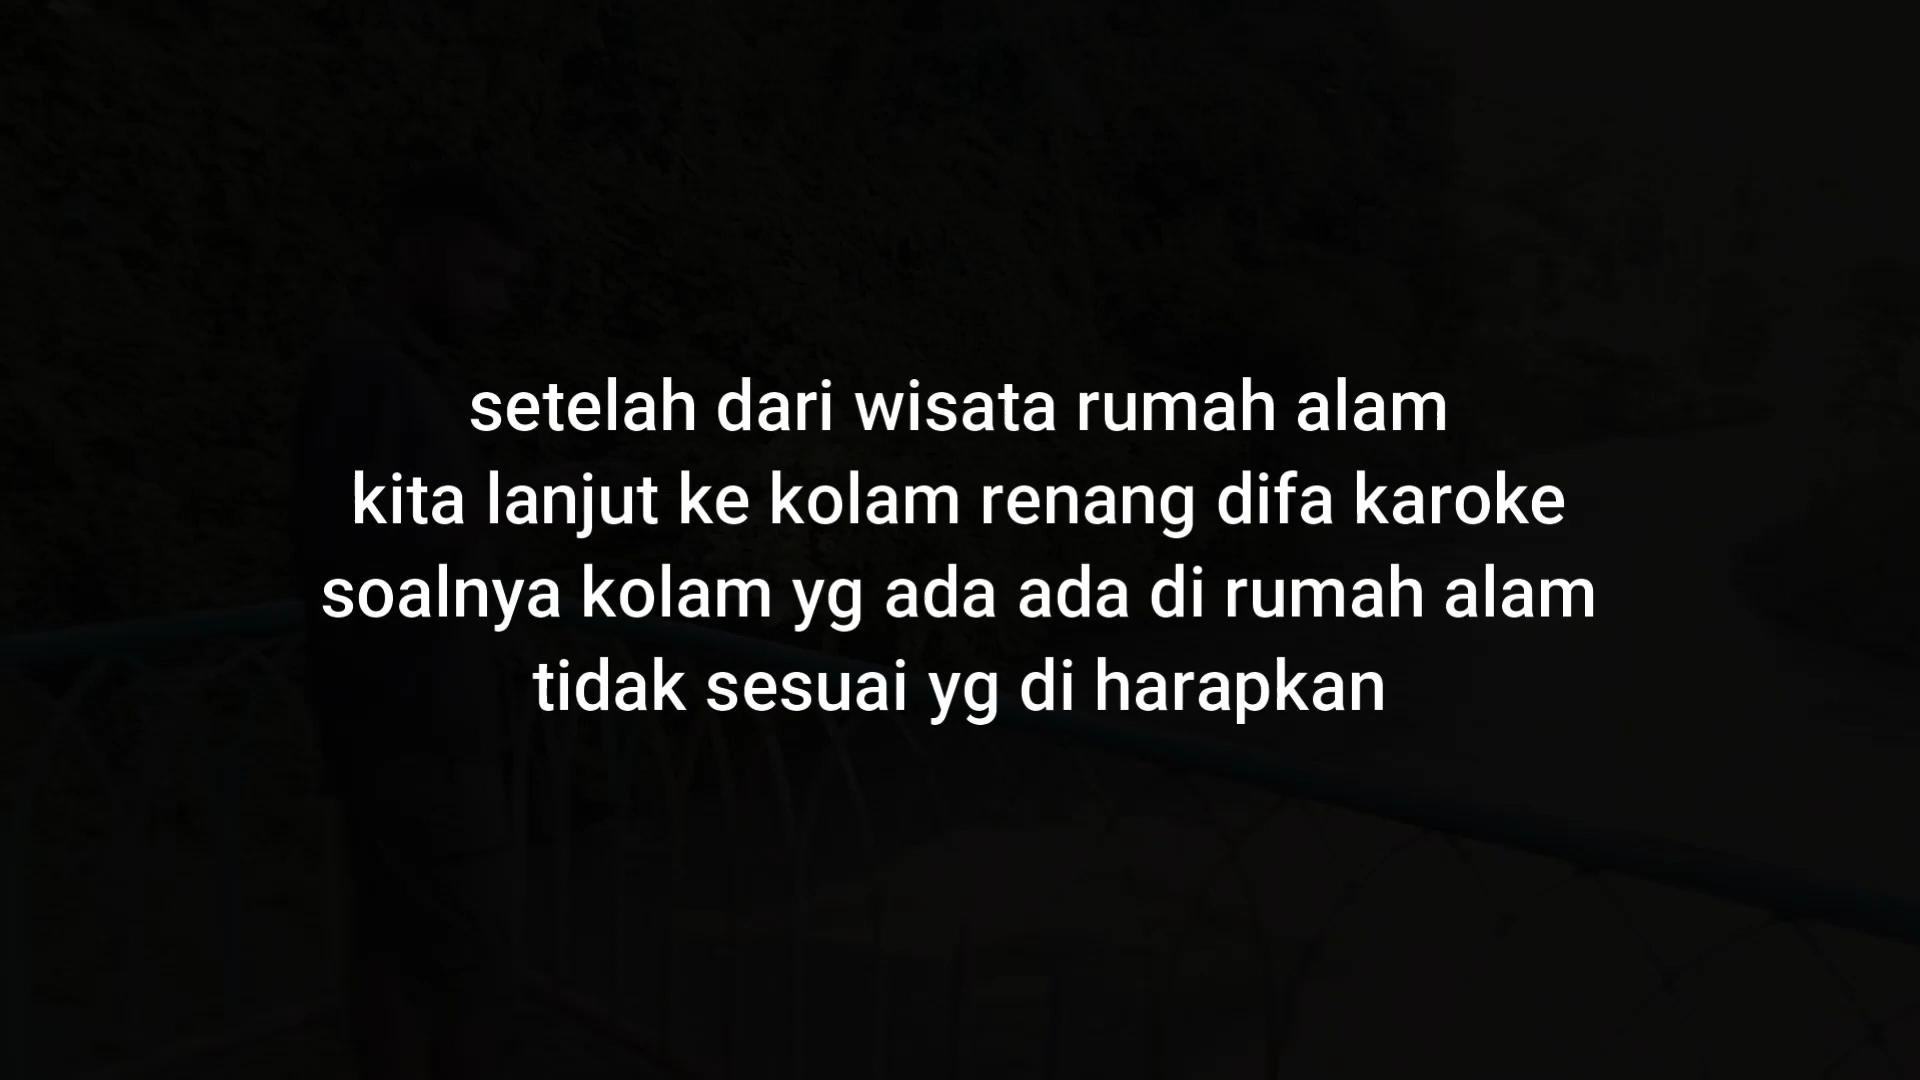 setelah dari wisata rumah alam
kita lanjut ke kolam renang difa karoke
soalnya kolam yg ada ada di rumah alam
tidak sesuai yg di harapkan